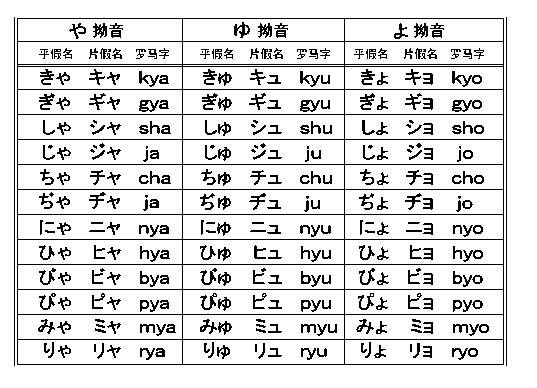 や 拗音 ゆ 拗音 よ 拗音
平假名 片假名 罗马字 平假名 片假名 罗马字 平假名 片假名 罗马字
きゃ キャ kya きゅ キュ kyu きょ キョ kyo
ぎゃ ギャ gya ぎゅ ギュ gyu ぎょ ギョ gyo
しゃ シャ sha しゅ シュ shu しょ ショ sho
じゃ ジャ ja じゅ ジュ ju じょ ジョ jo
ちゃ チャ cha ちゅ チュ chu ちょ チョ cho
ぢゃ ヂャ ja ぢゅ ヂュ ju ぢょ ヂョ jo
にゃ ニャ nya にゅ ニュ nyu にょ ニョ nyo
ひゃ ヒャ hya ひゅ ヒュ hyu ひょ ヒョ hyo
びゃ ビャ bya びゅ ビュ byu びょ ビョ byo
ぴゃ ピャ pya ぴゅ ピュ pyu ぴょ ピョ pyo
みゃ ミャ mya みゅ ミュ myu みょ ミョ myo
りゃ リャ rya りゅ リュ ryu りょ リョ ryo